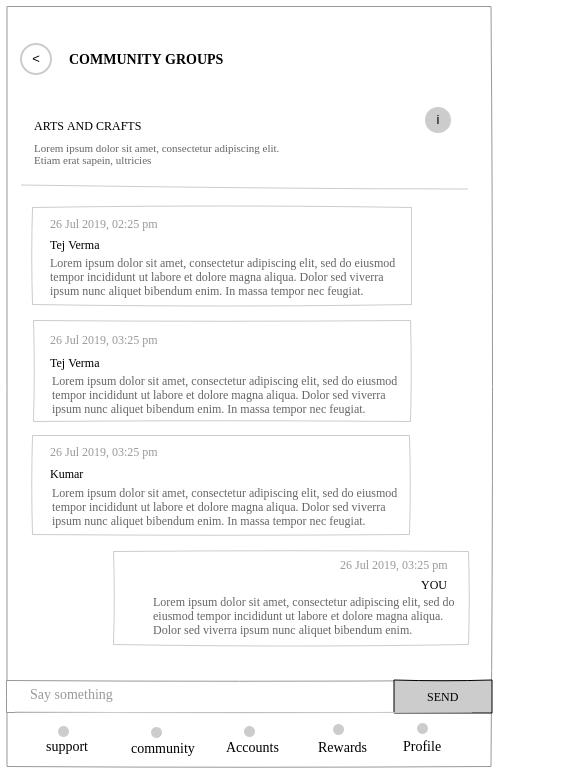 <
COMMUNITY GROUPS
i
ARTS AND CRAFTS
Lorem ipsum dolor sit amet, consectetur adipiscing elit.
Etiam erat sapein, ultricies
26 Jul 2019, 02:25 pm
Tej Verma
Lorem ipsum dolor sit amet, consectetur adipiscing elit, sed do eiusmod
tempor incididunt ut labore et dolore magna aliqua. Dolor sed viverra
ipsum nunc aliquet bibendum enim. In massa tempor nec feugiat.
26 Jul 2019, 03:25 pm
Tej Verma
Lorem ipsum dolor sit amet, consectetur adipiscing elit, sed do eiusmod
tempor incididunt ut labore et dolore magna aliqua. Dolor sed viverra
ipsum nunc aliquet bibendum enim. In massa tempor nec feugiat.
26 Jul 2019, 03:25 pm
Kumar
Lorem ipsum dolor sit amet, consectetur adipiscing elit, sed do eiusmod
tempor incididunt ut labore et dolore magna aliqua. Dolor sed viverra
ipsum nunc aliquet bibendum enim. In massa tempor nec feugiat.
26 Jul 2019, 03:25 pm
YOU
Lorem ipsum dolor sit amet, consectetur adipiscing elit, sed do
eiusmod tempor incididunt ut labore et dolore magna aliqua.
Dolor sed viverra ipsum nunc aliquet bibendum enim.
Say something
SEND
support community Accounts Rewards Profile